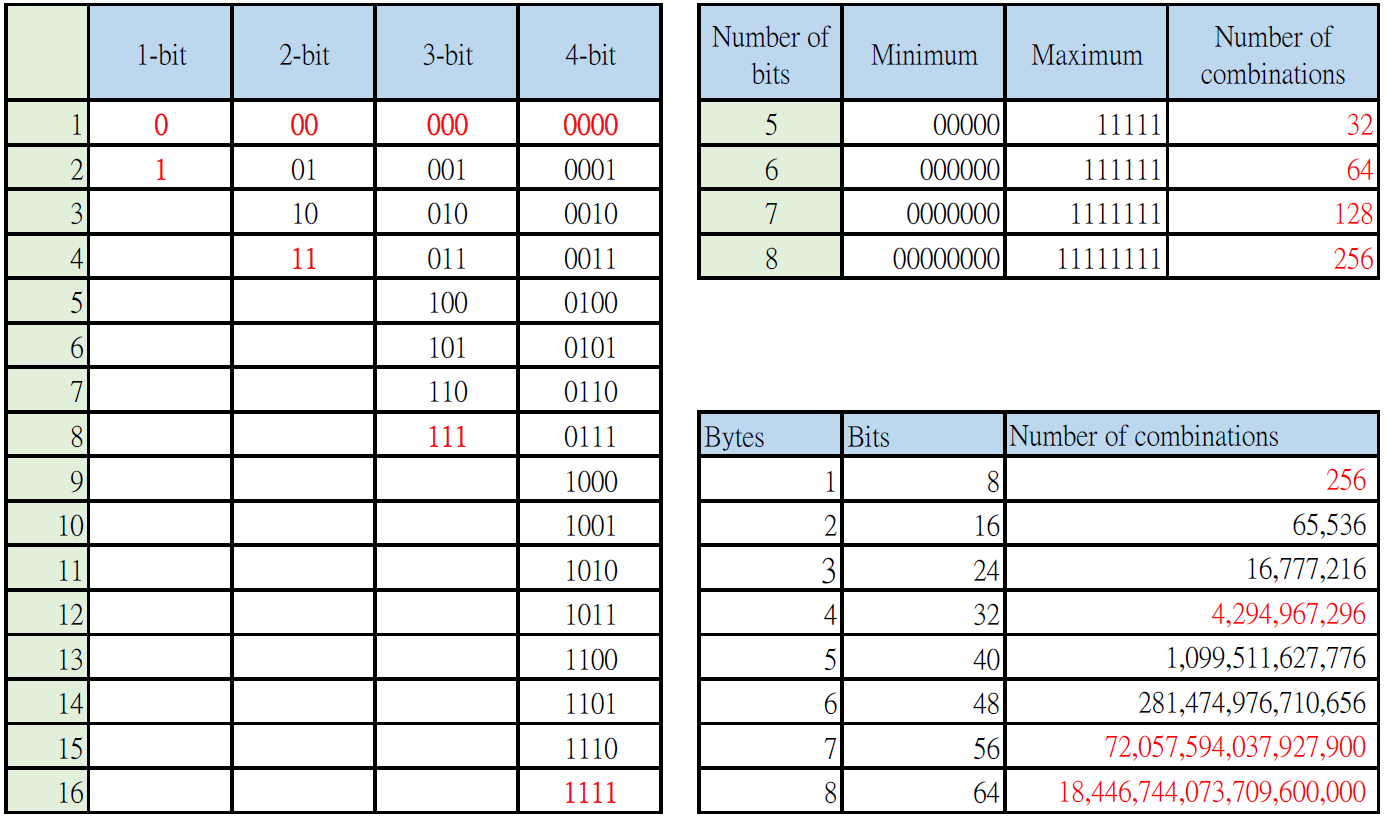 1-bit 2-bit 3-bit 4-bit
1 0 00 000 0000
2 1 01 001 0001
3 10 010 0010
4 11 011 0011
5 100 0100
6 101 0101
7 110 0110
8 111 0111
9 1000
10 1001
11 1010
12 1011
13 1100
14 1101
15 1110
16 1111
Number of
bits
Minimum
Maximum
Number of
combinations
5 00000 11111 32
6 000000 111111 64
7 0000000 1111111 128
8 00000000 11111111 256
Bytes Bits Number of combinations
1 8 256
2 16 65,536
3 24 16,777,216
4 32 4,294,967,296
5 40 1,099,511,627,776
6 48 281,474,976,710,656
7 56 72,057,594,037,927,900
8 64 18,446,744,073,709,600,000